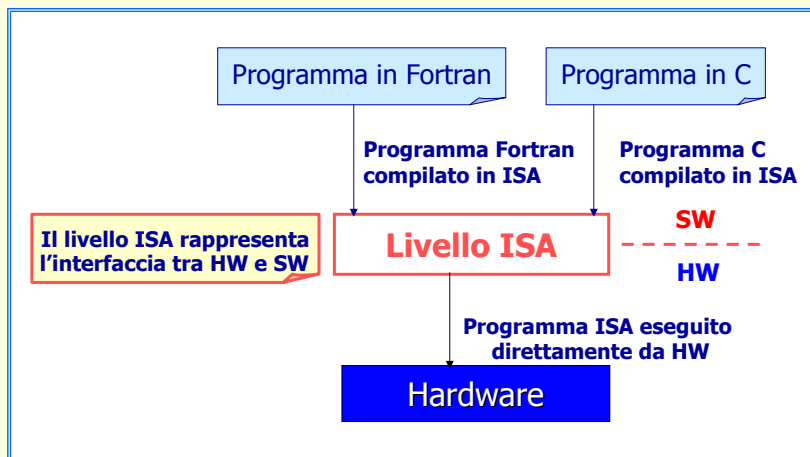 Programma in Fortran
Programma in C
Programma Fortran
compilato in ISA
Programma C
compilato in ISA
Il livello ISA rappresenta
l'interfaccia tra HW e SW
Livello ISA
SW
HW
Programma ISA eseguito
direttamente da HW
Hardware